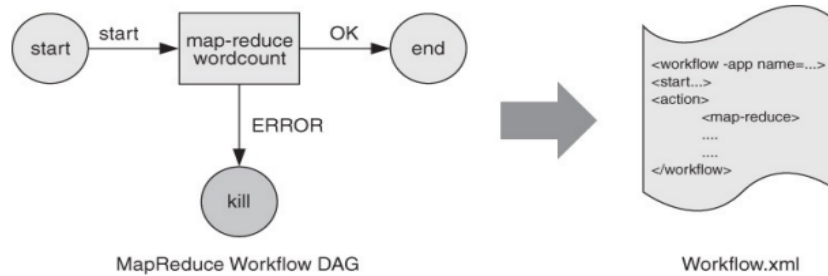 start
start
map-reduce
wordcount
OK
end
ERROR
kill
MapReduce Workflow DAG
<workflow -app name=...>
<start...>
<action>
<map-reduce>
....
....
</workflow>
Workflow.xml